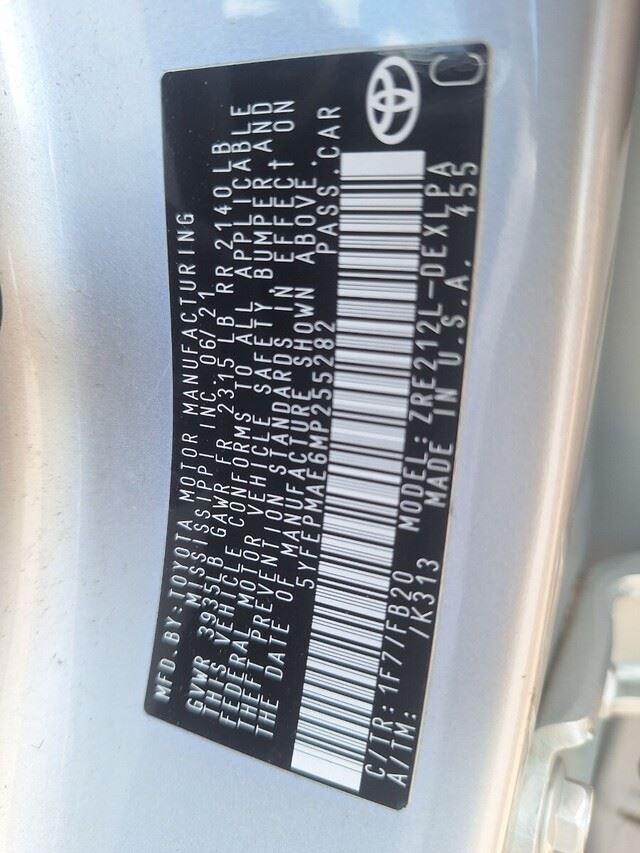 MFD. BY: TOYOTA MOTOR MANUFACTURING
MISSISSIPPI INC. 06/21
GVWR 3935LB GAWR FR 2315 LB RR 2140LB
THIS VEHICLE CONFORMS TO ALL APPLICABLE
FEDERAL MOTOR VEHICLE SAFETY BUMPER AND
THEFT PREVENTION STANDARDS IN EFFECT ON
THE DATE OF MANUFACTURE SHOWN ABOVE.
5YFEPMAE6MP255282 PASS. CAR
C/TR: 1F7/FB20 MODEL: ZRE212L-DEXLPA
A/TM: /K313 MADE IN U.S.A. 455
C